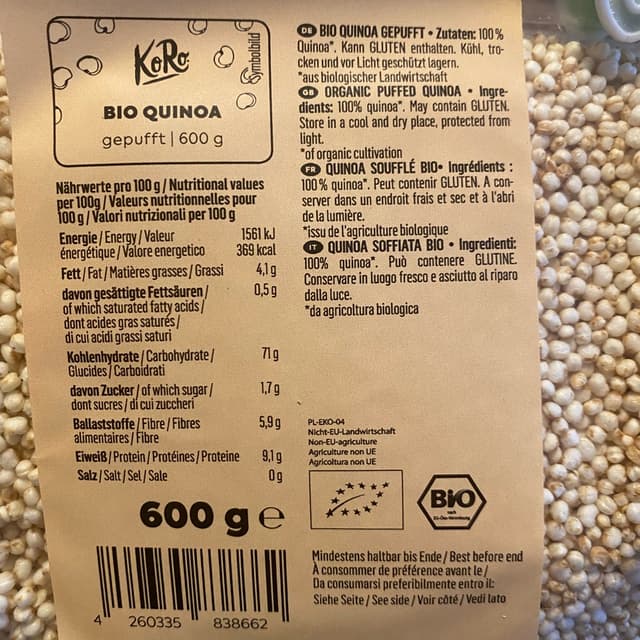 KoRo
Symbolbild
BIO QUINOA
gepufft | 600 g
Nährwerte pro 100 g / Nutritional values
per 100g / Valeurs nutritionnelles pour
100 g / Valori nutrizionali per 100 g
Energie / Energy / Valeur 1561 kJ
énergétique / Valore energetico 369 kcal
Fett / Fat / Matières grasses / Grassi 4,1 g
davon gesättigte Fettsäuren / 0,5 g
of which saturated fatty acids /
dont acides gras saturés /
di cui acidi grassi saturi
Kohlenhydrate / Carbohydrate / 71 g
Glucides / Carboidrati
davon Zucker / of which sugar / 1,7 g
dont sucres / di cui zuccheri
Ballaststoffe / Fibre / Fibres 5,9 g
alimentaires / Fibre
Eiweiß / Protein / Protéines / Proteine 9,1 g
Salz / Salt / Sel / Sale 0 g
600 g e
4 260335 838662
DE BIO QUINOA GEPUFFT • Zutaten: 100 %
Quinoa*. Kann GLUTEN enthalten. Kühl, tro-
cken und vor Licht geschützt lagern.
*aus biologischer Landwirtschaft
GB ORGANIC PUFFED QUINOA • Ingre-
dients: 100% quinoa*. May contain GLUTEN.
Store in a cool and dry place, protected from
light.
*of organic cultivation
FR QUINOA SOUFFLÉ BIO• Ingrédients :
100 % quinoa*. Peut contenir GLUTEN. A con-
server dans un endroit frais et sec et à l'abri
de la lumière.
*issu de l'agriculture biologique
IT QUINOA SOFFIATA BIO • Ingredienti:
100% quinoa*. Può contenere GLUTINE.
Conservare in luogo fresco e asciutto al riparo
dalla luce.
*da agricoltura biologica
PL-EKO-04
Nicht-EU-Landwirtschaft
Non-EU-agriculture
Agriculture non UE
Agricoltura non UE
Bio
nach
EG-Öko-Verordnung
Mindestens haltbar bis Ende / Best before end
À consommer de préférence avant le /
Da consumarsi preferibilmente entro il:
Siehe Seite / See side / Voir côté / Vedi lato